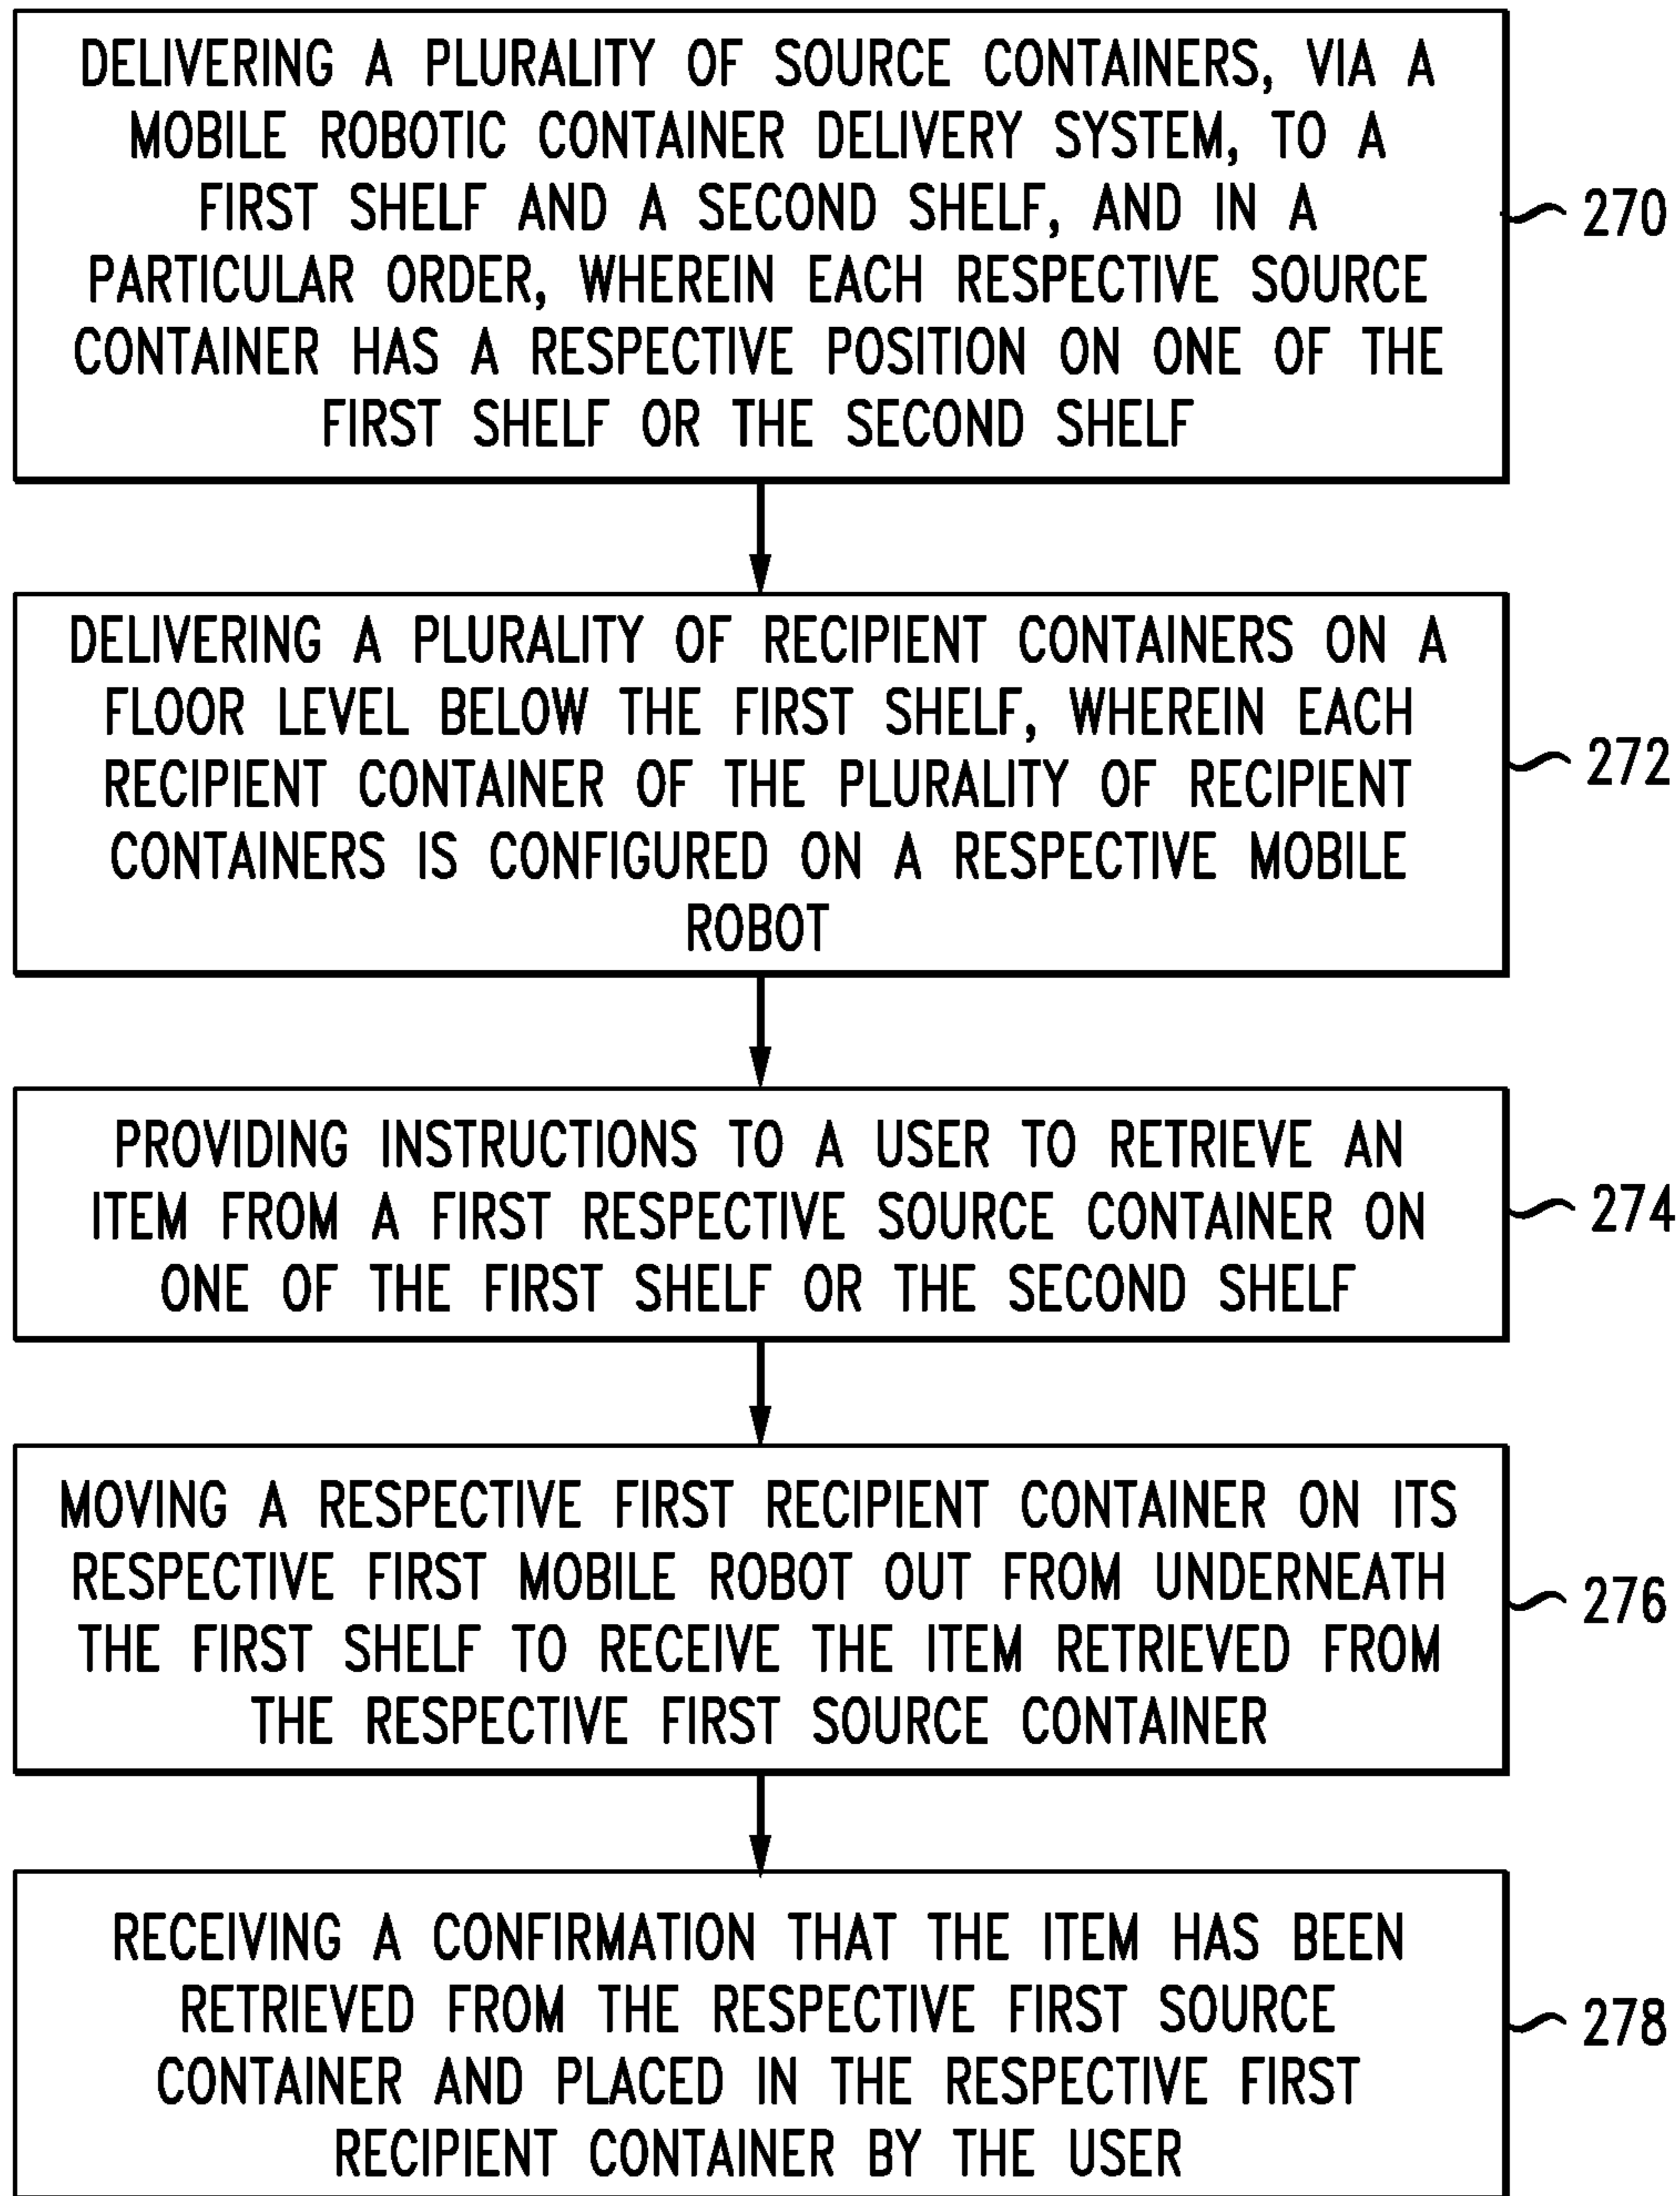 DELIVERING A PLURALITY OF SOURCE CONTAINERS, VIA A
MOBILE ROBOTIC CONTAINER DELIVERY SYSTEM, TO A
FIRST SHELF AND A SECOND SHELF, AND IN A
PARTICULAR ORDER, WHEREIN EACH RESPECTIVE SOURCE
CONTAINER HAS A RESPECTIVE POSITION ON ONE OF THE
FIRST SHELF OR THE SECOND SHELF
270
DELIVERING A PLURALITY OF RECIPIENT CONTAINERS ON A
FLOOR LEVEL BELOW THE FIRST SHELF, WHEREIN EACH
RECIPIENT CONTAINER OF THE PLURALITY OF RECIPIENT
CONTAINERS IS CONFIGURED ON A RESPECTIVE MOBILE
ROBOT
272
PROVIDING INSTRUCTIONS TO A USER TO RETRIEVE AN
ITEM FROM A FIRST RESPECTIVE SOURCE CONTAINER ON
ONE OF THE FIRST SHELF OR THE SECOND SHELF
274
MOVING A RESPECTIVE FIRST RECIPIENT CONTAINER ON ITS
RESPECTIVE FIRST MOBILE ROBOT OUT FROM UNDERNEATH
THE FIRST SHELF TO RECEIVE THE ITEM RETRIEVED FROM
THE RESPECTIVE FIRST SOURCE CONTAINER
276
RECEIVING A CONFIRMATION THAT THE ITEM HAS BEEN
RETRIEVED FROM THE RESPECTIVE FIRST SOURCE
CONTAINER AND PLACED IN THE RESPECTIVE FIRST
RECIPIENT CONTAINER BY THE USER
278